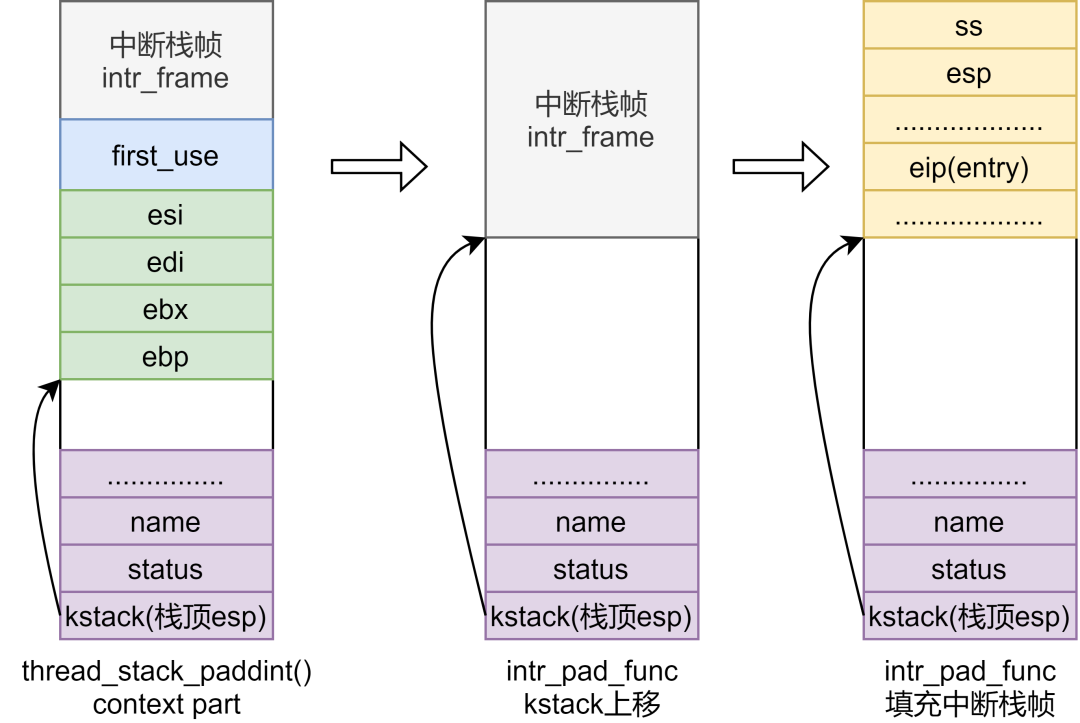 中断栈帧
intr_frame
first_use
esi
edi
ebx
ebp
...............
name
status
kstack(栈顶esp)
thread_stack_paddint()
context part
中断栈帧
intr_frame
...............
name
status
kstack(栈顶esp)
intr_pad_func
kstack上移
ss
esp
...................
eip(entry)
...................
...............
name
status
kstack(栈顶esp)
intr_pad_func
填充中断栈帧